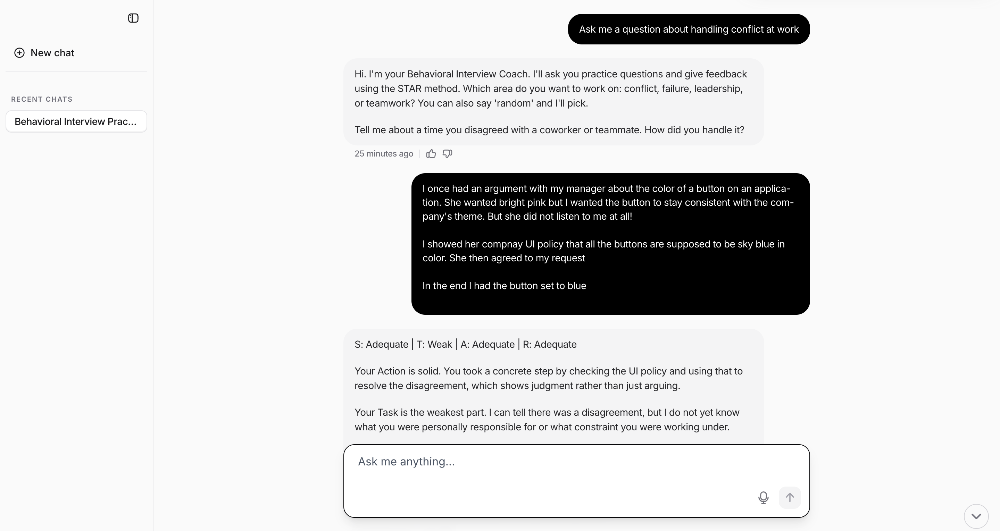 New chat
RECENT CHATS
Behavioral Interview Prac...
Ask me a question about handling conflict at work
Hi. I'm your Behavioral Interview Coach. I'll ask you practice questions and give feedback
using the STAR method. Which area do you want to work on: conflict, failure, leadership,
or teamwork? You can also say 'random' and I'll pick.
Tell me about a time you disagreed with a coworker or teammate. How did you handle it?
25 minutes ago
I once had an argument with my manager about the color of a button on an applica-
tion. She wanted bright pink but I wanted the button to stay consistent with the com-
pany's theme. But she did not listen to me at all!
I showed her compnay UI policy that all the buttons are supposed to be sky blue in
color. She then agreed to my request
In the end I had the button set to blue
S: Adequate | T: Weak | A: Adequate | R: Adequate
Your Action is solid. You took a concrete step by checking the UI policy and using that to
resolve the disagreement, which shows judgment rather than just arguing.
Your Task is the weakest part. I can tell there was a disagreement, but I do not yet know
what you were personally responsible for or what constraint you were working under.
Ask me anything...